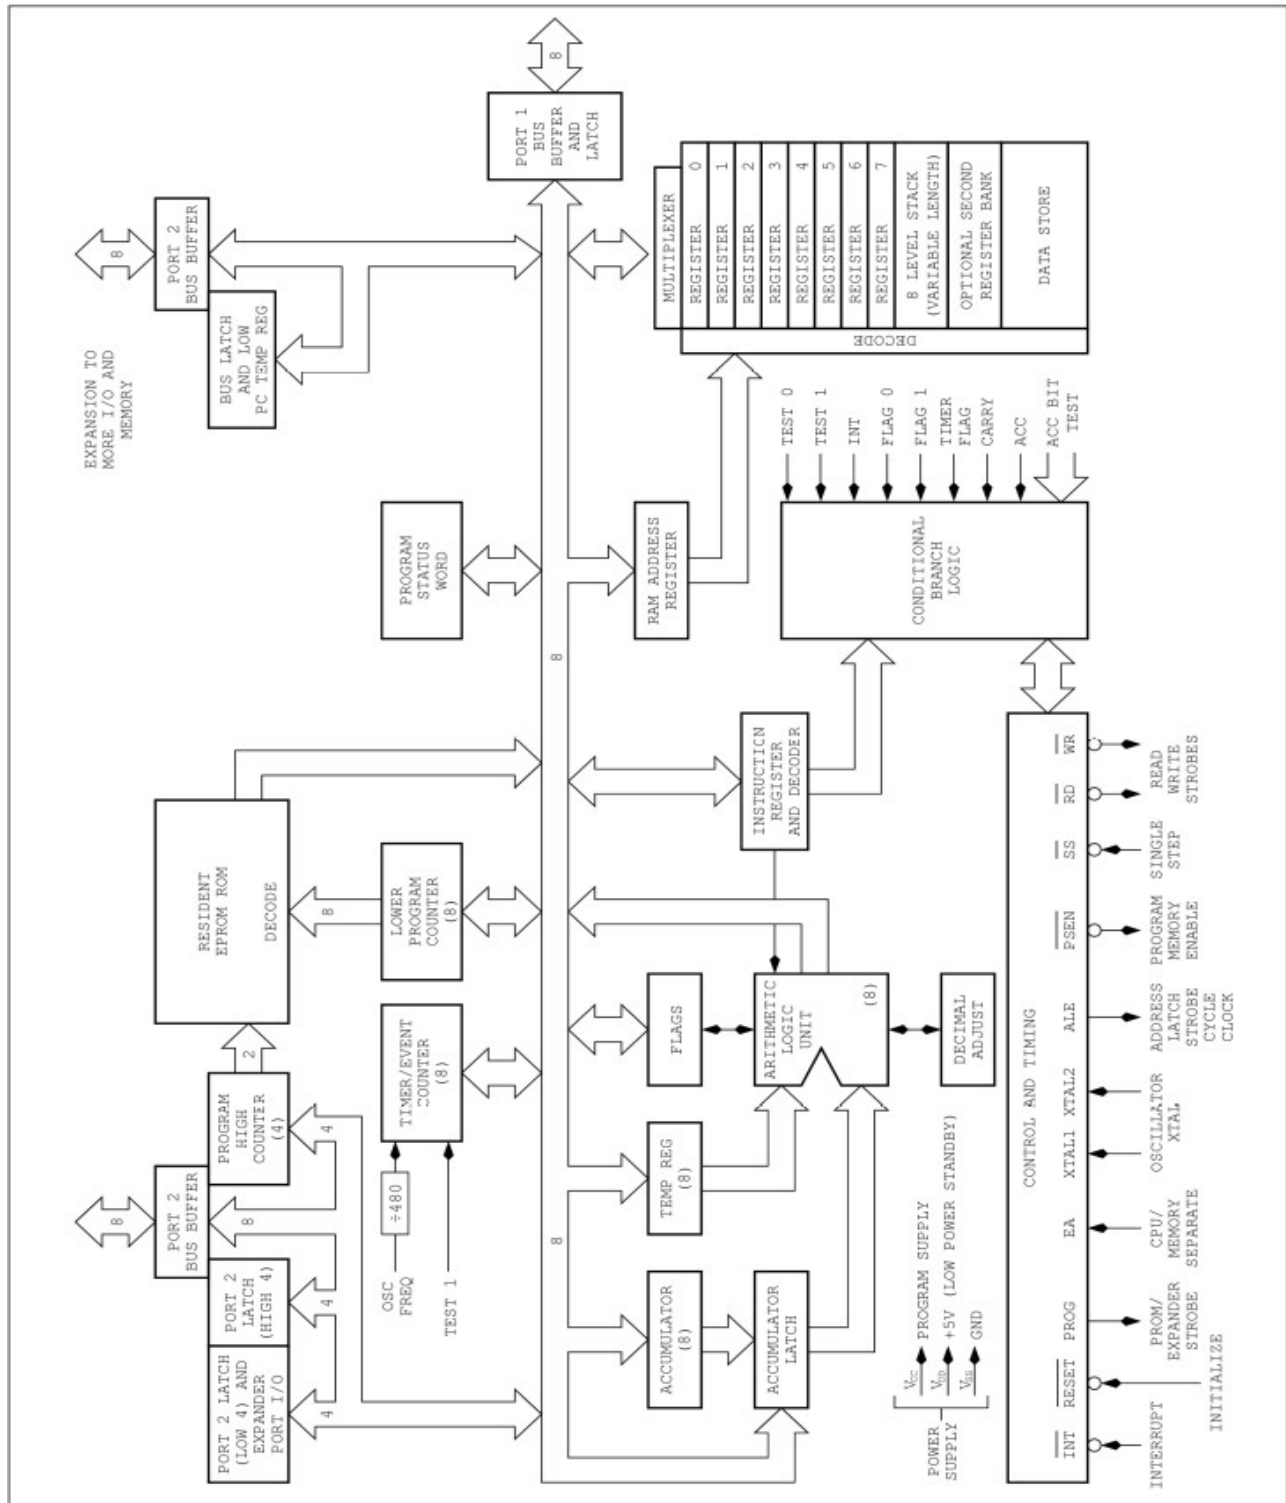 EXPANSION TO
MORE I/O AND
MEMORY
8
PORT 2
BUS BUFFER
8
PORT 2
BUS BUFFER
8
PORT 2 LATCH
(LOW 4) AND
EXPANDER
PORT I/O
PORT 2
LATCH
(HIGH 4)
PROGRAM
HIGH
COUNTER
(4)
2
RESIDENT
EPROM ROM
DECODE
BUS LATCH
AND LOW
PC TEMP REG
4
4
8
4
OSC
FREQ
÷480
TEST 1
TIMER/EVENT
COUNTER
(8)
8
LOWER
PROGRAM
COUNTER
(8)
PROGRAM
STATUS
WORD
PORT 1
BUS
BUFFER
AND
LATCH
8
8
8
ACCUMULATOR
(8)
TEMP REG
(8)
FLAGS
RAM ADDRESS
REGISTER
MULTIPLEXER
REGISTER 0
REGISTER 1
REGISTER 2
REGISTER 3
REGISTER 4
REGISTER 5
REGISTER 6
REGISTER 7
8 LEVEL STACK
(VARIABLE LENGTH)
OPTIONAL SECOND
REGISTER BANK
DATA STORE
DECODE
ACCUMULATOR
LATCH
ARITHMETIC
LOGIC
UNIT
(8)
INSTRUCTION
REGISTER
AND DECODER
DECIMAL
ADJUST
CONDITIONAL
BRANCH
LOGIC
TEST 0
TEST 1
INT
FLAG 0
FLAG 1
TIMER
FLAG
CARRY
ACC
ACC BIT
TEST
POWER
SUPPLY
VCC PROGRAM SUPPLY
VDD +5V (LOW POWER STANDBY)
VSS GND
CONTROL AND TIMING
INT
RESET
PROG
EA
XTAL1
XTAL2
ALE
PSEN
SS
RD
WR
INTERRUPT
INITIALIZE
PROM/
EXPANDER
STROBE
CPU/
MEMORY
SEPARATE
OSCILLATOR
XTAL
ADDRESS
LATCH
STROBE
CYCLE
CLOCK
PROGRAM
MEMORY
ENABLE
SINGLE
STEP
READ
WRITE
STROBES